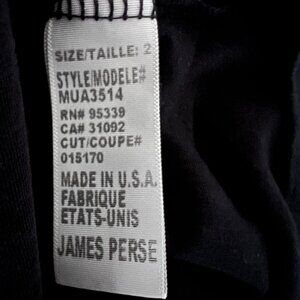 SIZE/TAILLE: 2
STYLE/MODELE#
MUA3514
RN# 95339
CA# 31092
CUT/COUPE#
015170
MADE IN U.S.A.
FABRIQUE
ETATS-UNIS
JAMES PERSE